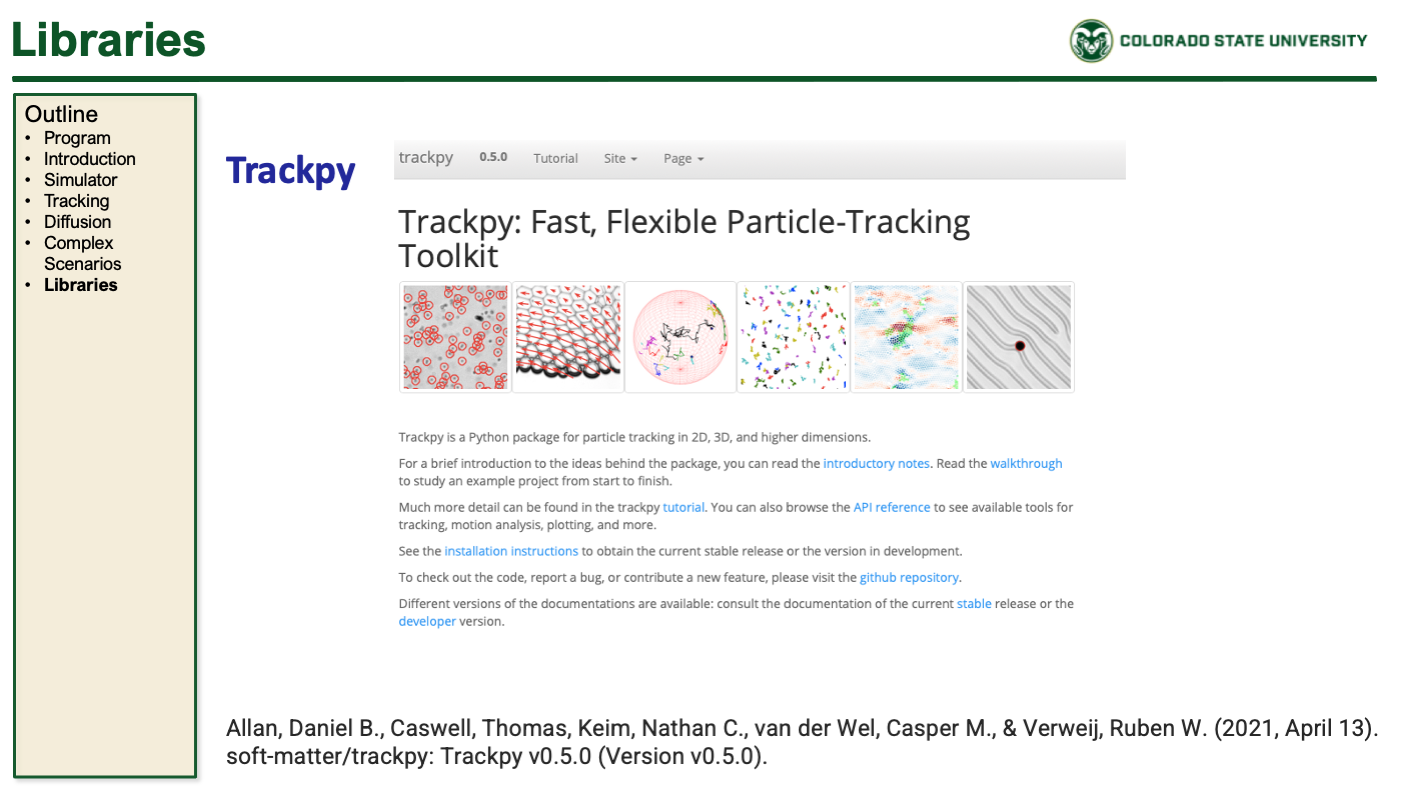 Libraries
COLORADO STATE UNIVERSITY
Outline
• Program
• Introduction
• Simulator
• Tracking
• Diffusion
• Complex
Scenarios
• Libraries
Trackpy
trackpy 0.5.0 Tutorial Site Page
Trackpy: Fast, Flexible Particle-Tracking
Toolkit
Trackpy is a Python package for particle tracking in 2D, 3D, and higher dimensions.
For a brief introduction to the ideas behind the package, you can read the introductory notes. Read the walkthrough
to study an example project from start to finish.
Much more detail can be found in the trackpy tutorial. You can also browse the API reference to see available tools for
tracking, motion analysis, plotting, and more.
See the installation instructions to obtain the current stable release or the version in development.
To check out the code, report a bug, or contribute a new feature, please visit the github repository.
Different versions of the documentations are available: consult the documentation of the current stable release or the
developer version.
Allan, Daniel B., Caswell, Thomas, Keim, Nathan C., van der Wel, Casper M., & Verweij, Ruben W. (2021, April 13).
soft-matter/trackpy: Trackpy v0.5.0 (Version v0.5.0).